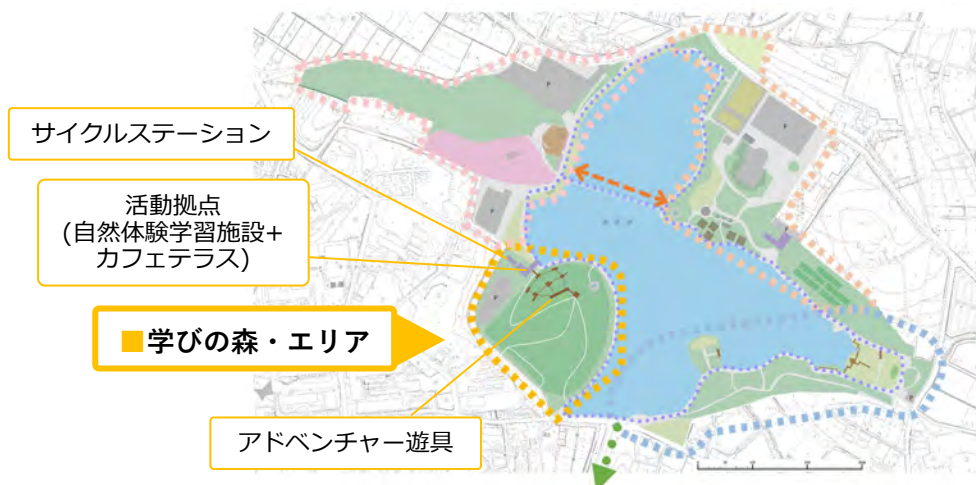 サイクルステーション
活動拠点
(自然体験学習施設+
カフェテラス)
■学びの森・エリア
アドベンチャー遊具